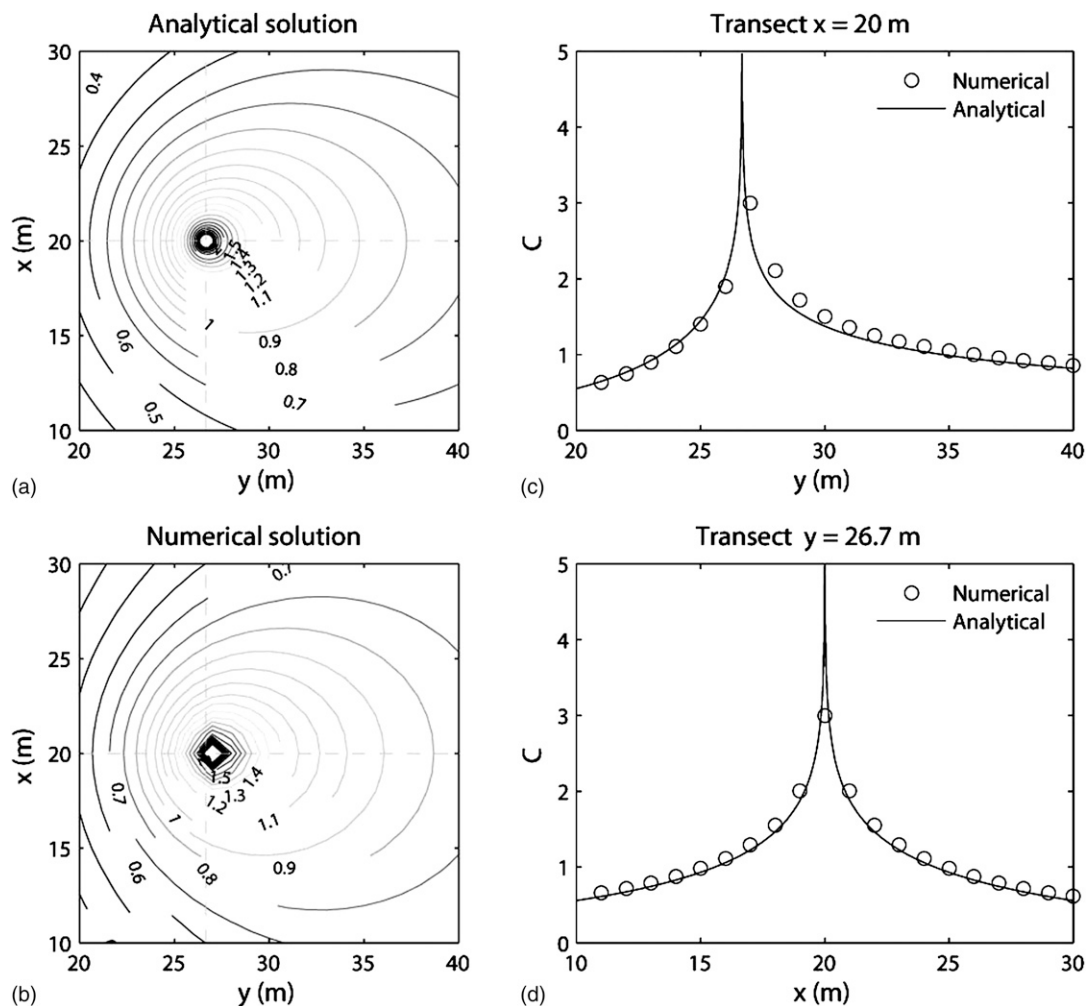 Analytical solution
30
25
20
15
10
x (m)
0.4
0.6
0.5
1
1.5
1.4
1.3
1.2
1.1
0.9
0.8
0.7
20 25 30 35 40
(a)
y (m)
Transect x = 20 m
5
4
3
2
1
0
C
Numerical
Analytical
20 25 30 35 40
(c)
y (m)
Numerical solution
30
25
20
15
10
x (m)
0.7
0.7
0.6
1
0.8
1.5
1.4
1.3
1.2
1.1
0.9
20 25 30 35 40
(b)
y (m)
Transect y = 26.7 m
5
4
3
2
1
0
C
Numerical
Analytical
10 15 20 25 30
(d)
x (m)